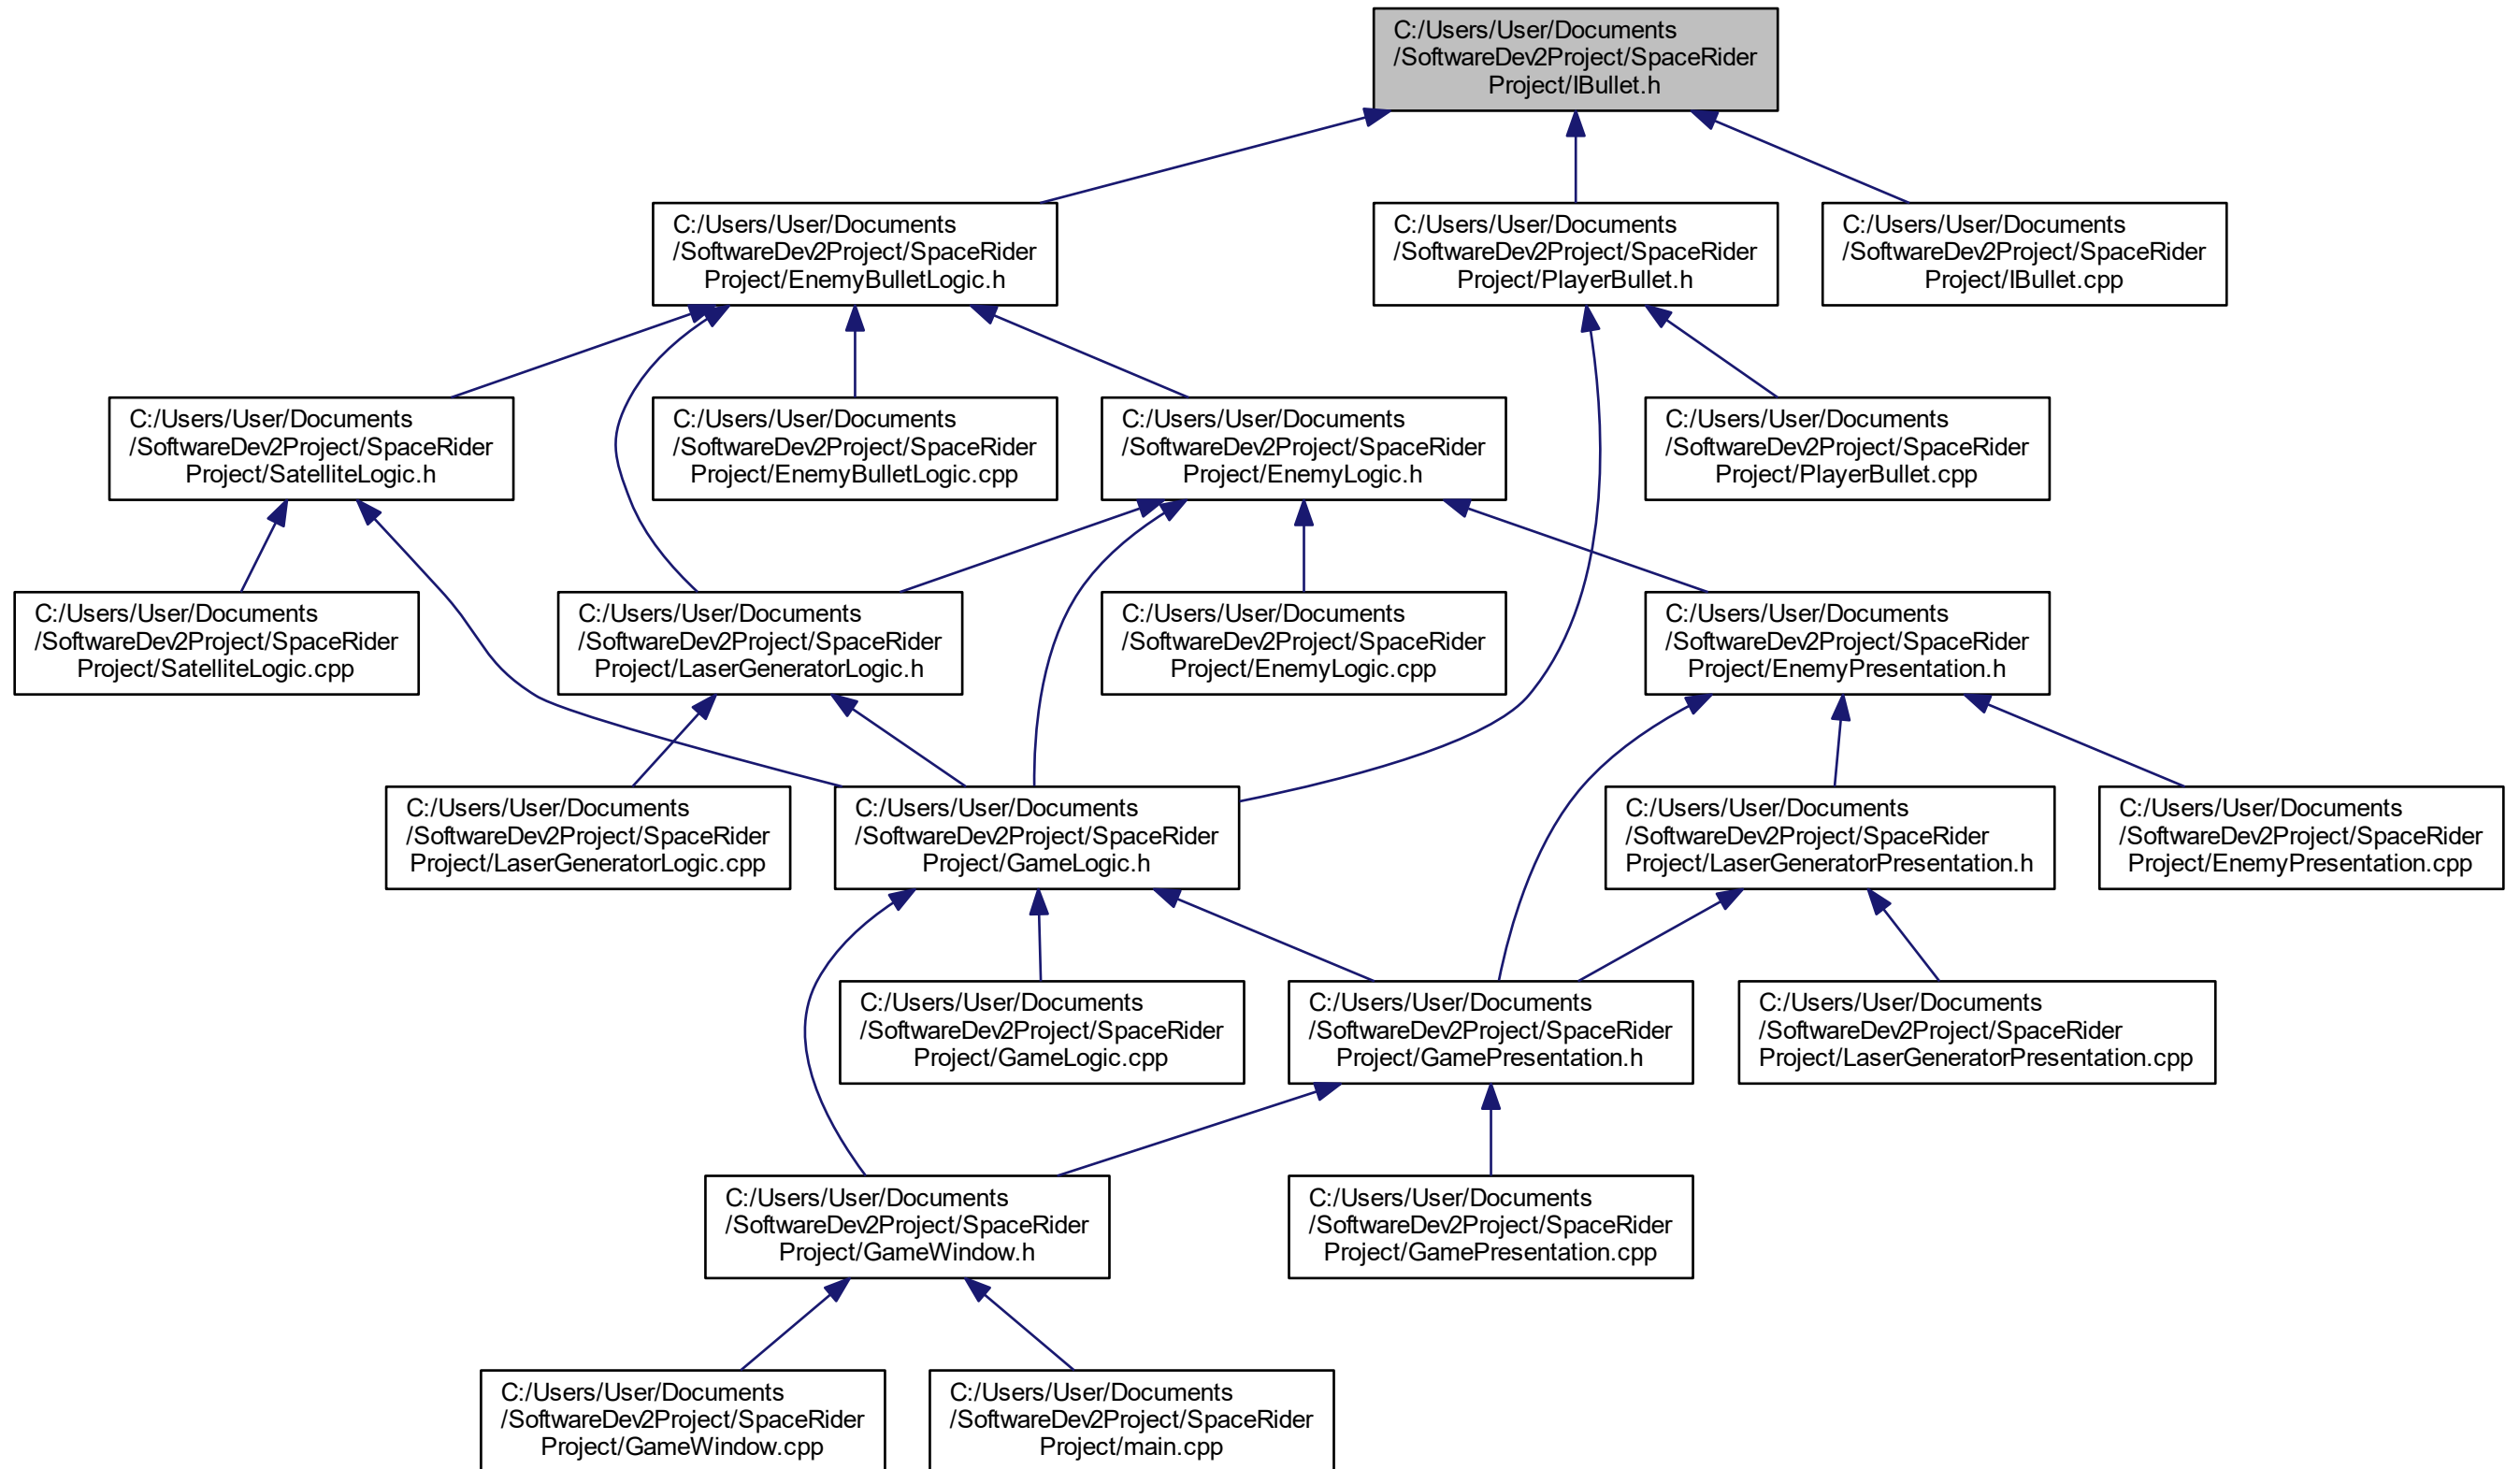 C:/Users/User/Documents
/SoftwareDev2Project/SpaceRider
Project/IBullet.h
C:/Users/User/Documents
/SoftwareDev2Project/SpaceRider
Project/EnemyBulletLogic.h
C:/Users/User/Documents
/SoftwareDev2Project/SpaceRider
Project/PlayerBullet.h
C:/Users/User/Documents
/SoftwareDev2Project/SpaceRider
Project/IBullet.cpp
C:/Users/User/Documents
/SoftwareDev2Project/SpaceRider
Project/SatelliteLogic.h
C:/Users/User/Documents
/SoftwareDev2Project/SpaceRider
Project/EnemyBulletLogic.cpp
C:/Users/User/Documents
/SoftwareDev2Project/SpaceRider
Project/EnemyLogic.h
C:/Users/User/Documents
/SoftwareDev2Project/SpaceRider
Project/PlayerBullet.cpp
C:/Users/User/Documents
/SoftwareDev2Project/SpaceRider
Project/SatelliteLogic.cpp
C:/Users/User/Documents
/SoftwareDev2Project/SpaceRider
Project/LaserGeneratorLogic.h
C:/Users/User/Documents
/SoftwareDev2Project/SpaceRider
Project/EnemyLogic.cpp
C:/Users/User/Documents
/SoftwareDev2Project/SpaceRider
Project/EnemyPresentation.h
C:/Users/User/Documents
/SoftwareDev2Project/SpaceRider
Project/LaserGeneratorLogic.cpp
C:/Users/User/Documents
/SoftwareDev2Project/SpaceRider
Project/GameLogic.h
C:/Users/User/Documents
/SoftwareDev2Project/SpaceRider
Project/LaserGeneratorPresentation.h
C:/Users/User/Documents
/SoftwareDev2Project/SpaceRider
Project/EnemyPresentation.cpp
C:/Users/User/Documents
/SoftwareDev2Project/SpaceRider
Project/GameLogic.cpp
C:/Users/User/Documents
/SoftwareDev2Project/SpaceRider
Project/GamePresentation.h
C:/Users/User/Documents
/SoftwareDev2Project/SpaceRider
Project/LaserGeneratorPresentation.cpp
C:/Users/User/Documents
/SoftwareDev2Project/SpaceRider
Project/GameWindow.h
C:/Users/User/Documents
/SoftwareDev2Project/SpaceRider
Project/GamePresentation.cpp
C:/Users/User/Documents
/SoftwareDev2Project/SpaceRider
Project/GameWindow.cpp
C:/Users/User/Documents
/SoftwareDev2Project/SpaceRider
Project/main.cpp